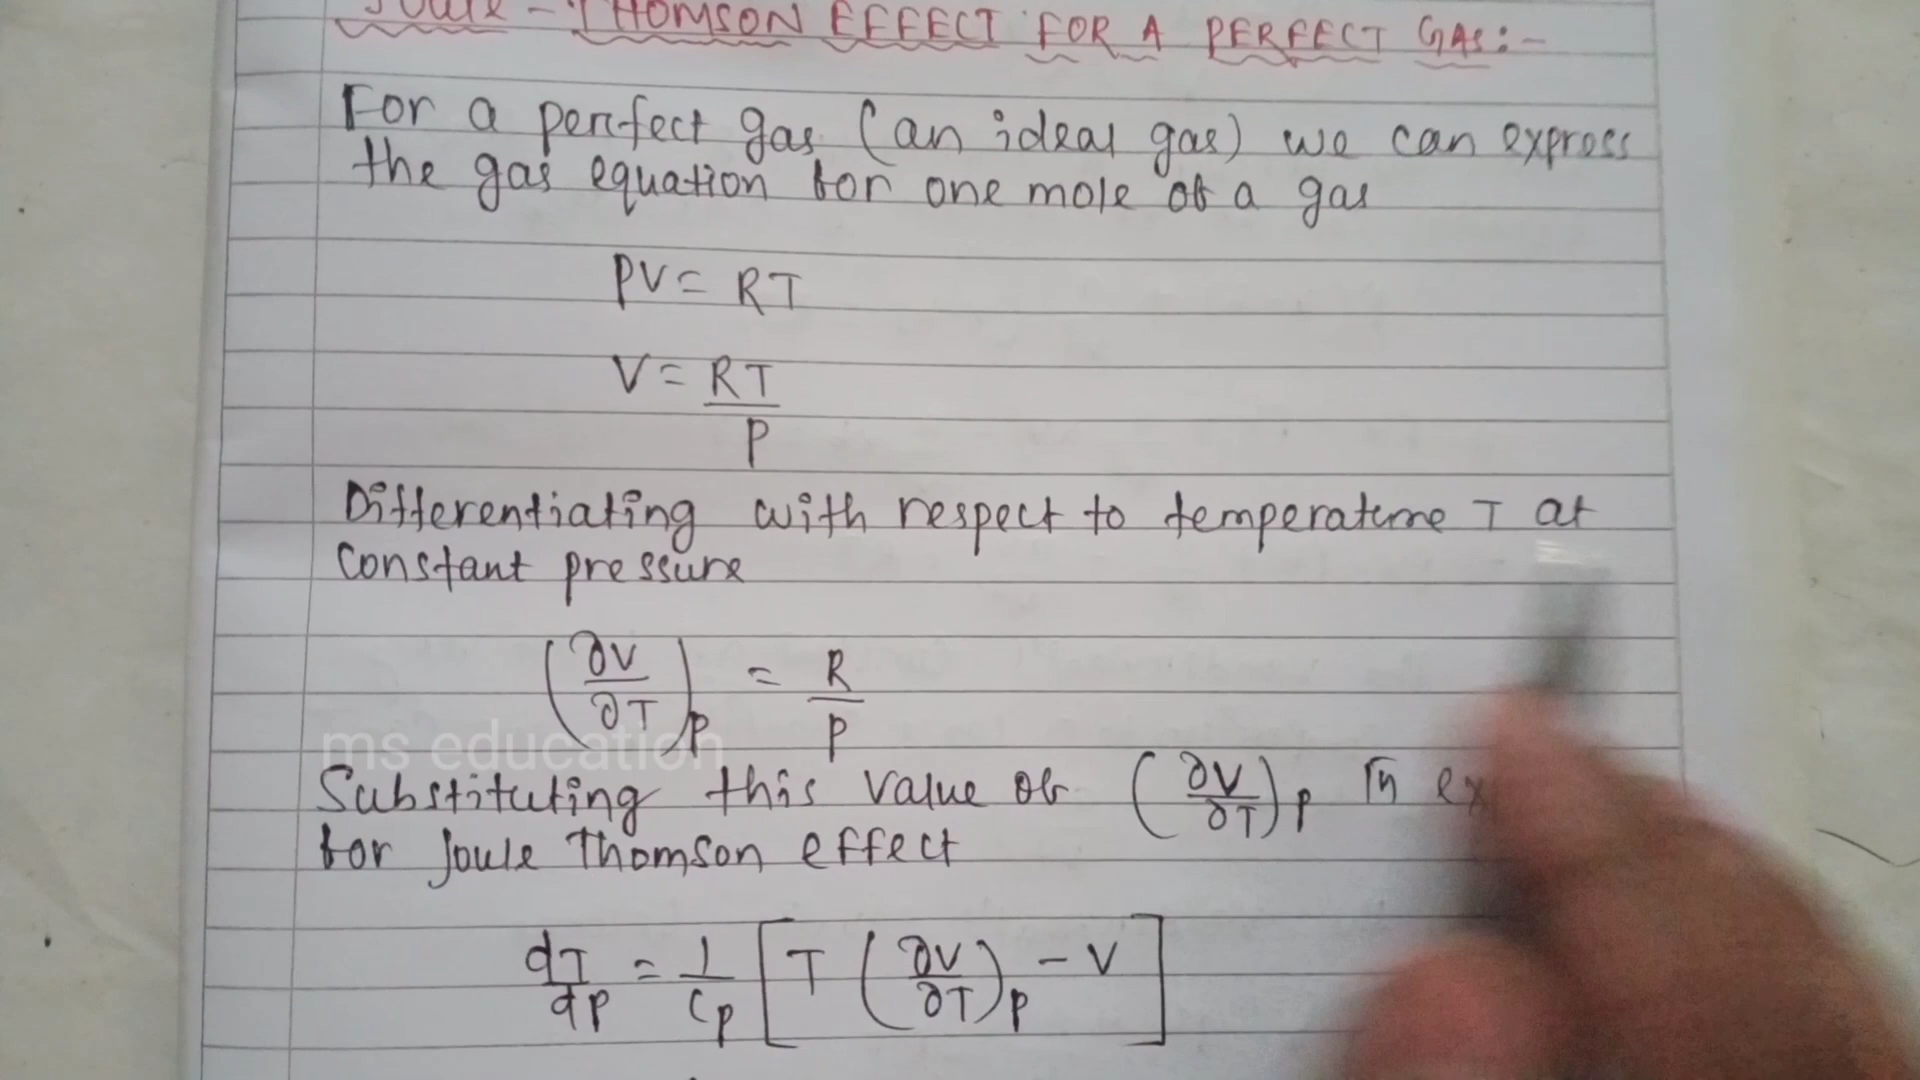 JOULE - THOMSON EFFECT FOR A PERFECT GAS:-
For a perfect gas (an ideal gas) we can express
the gas equation for one mole of a gas
PV = RT
V = RT/P
Differentiating with respect to temperature T at
constant pressure
(∂V/∂T)P = R/P
ms education
Substituting this value of (∂V/∂T)P in
for Joule Thomson effect
dT/dP = 1/CP [T (∂V/∂T)P - V]